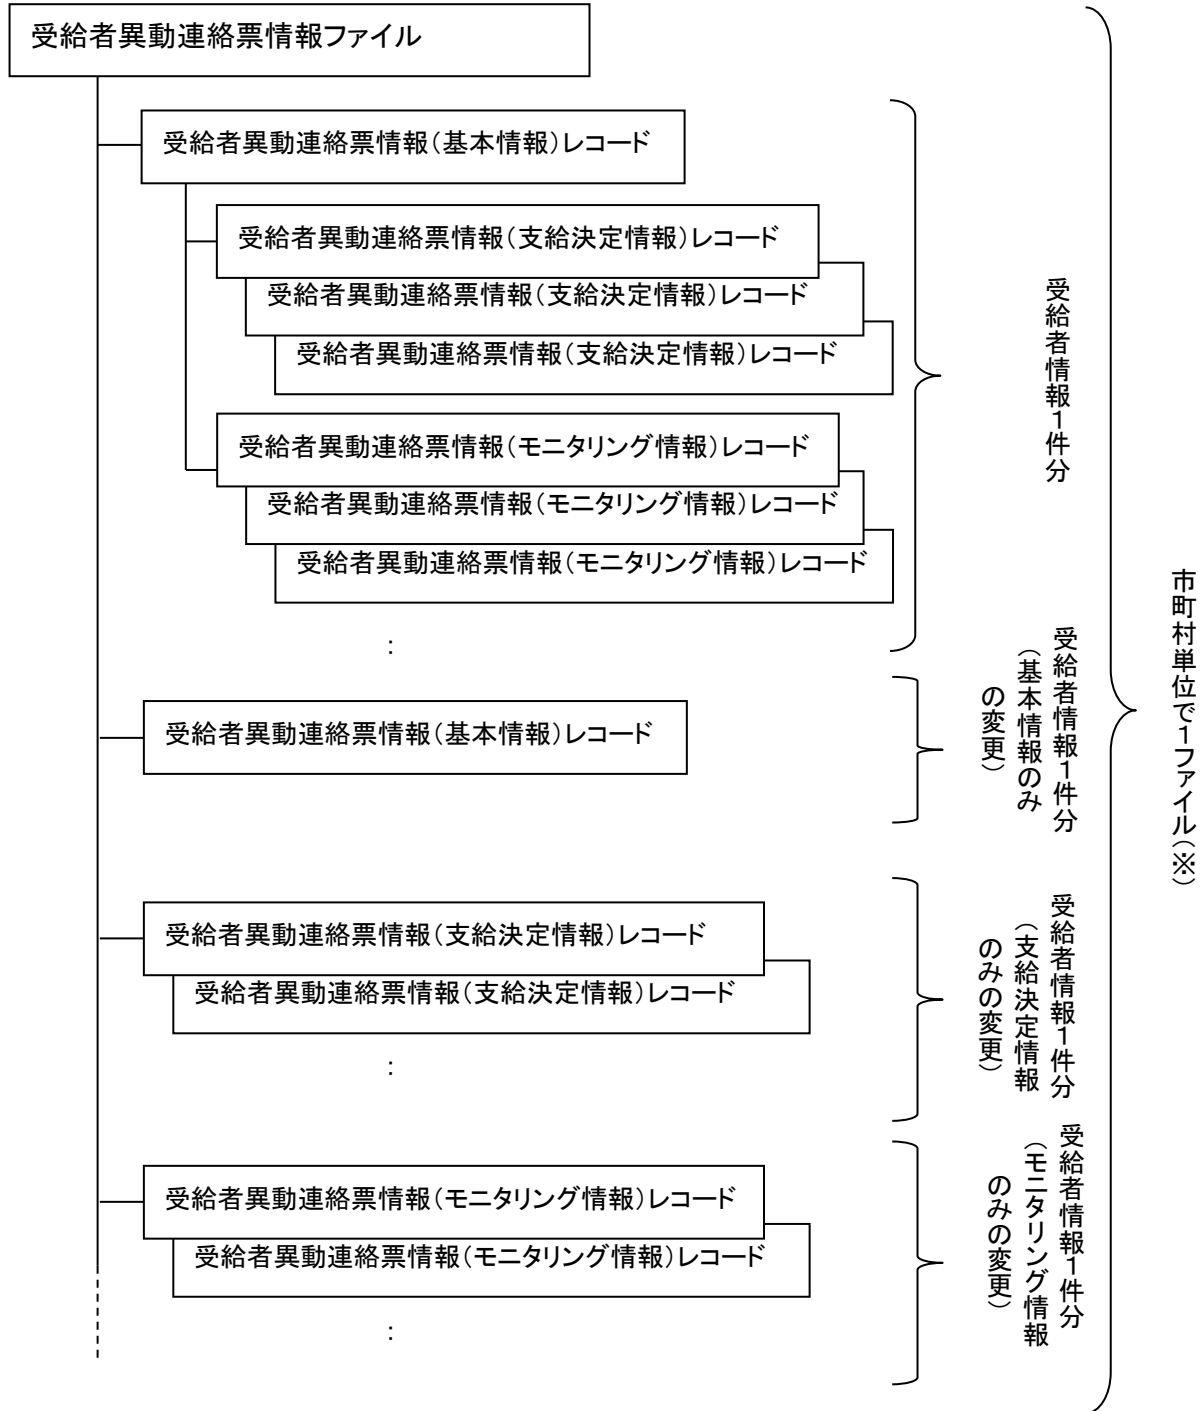 受給者異動連絡票情報ファイル
受給者異動連絡票情報（基本情報）レコード
受給者異動連絡票情報（支給決定情報）レコード
受給者異動連絡票情報（支給決定情報）レコード
受給者異動連絡票情報（支給決定情報）レコード
受給者異動連絡票情報（モニタリング情報）レコード
受給者異動連絡票情報（モニタリング情報）レコード
受給者異動連絡票情報（モニタリング情報）レコード
：
受給者情報１件分
受給者異動連絡票情報（基本情報）レコード
受給者情報１件分
（基本情報のみ
の変更）
受給者異動連絡票情報（支給決定情報）レコード
受給者異動連絡票情報（支給決定情報）レコード
：
受給者情報１件分
（支給決定情報
のみの変更）
受給者異動連絡票情報（モニタリング情報）レコード
受給者異動連絡票情報（モニタリング情報）レコード
：
受給者情報１件分
（モニタリング情報
のみの変更）
市町村単位で１ファイル（※）